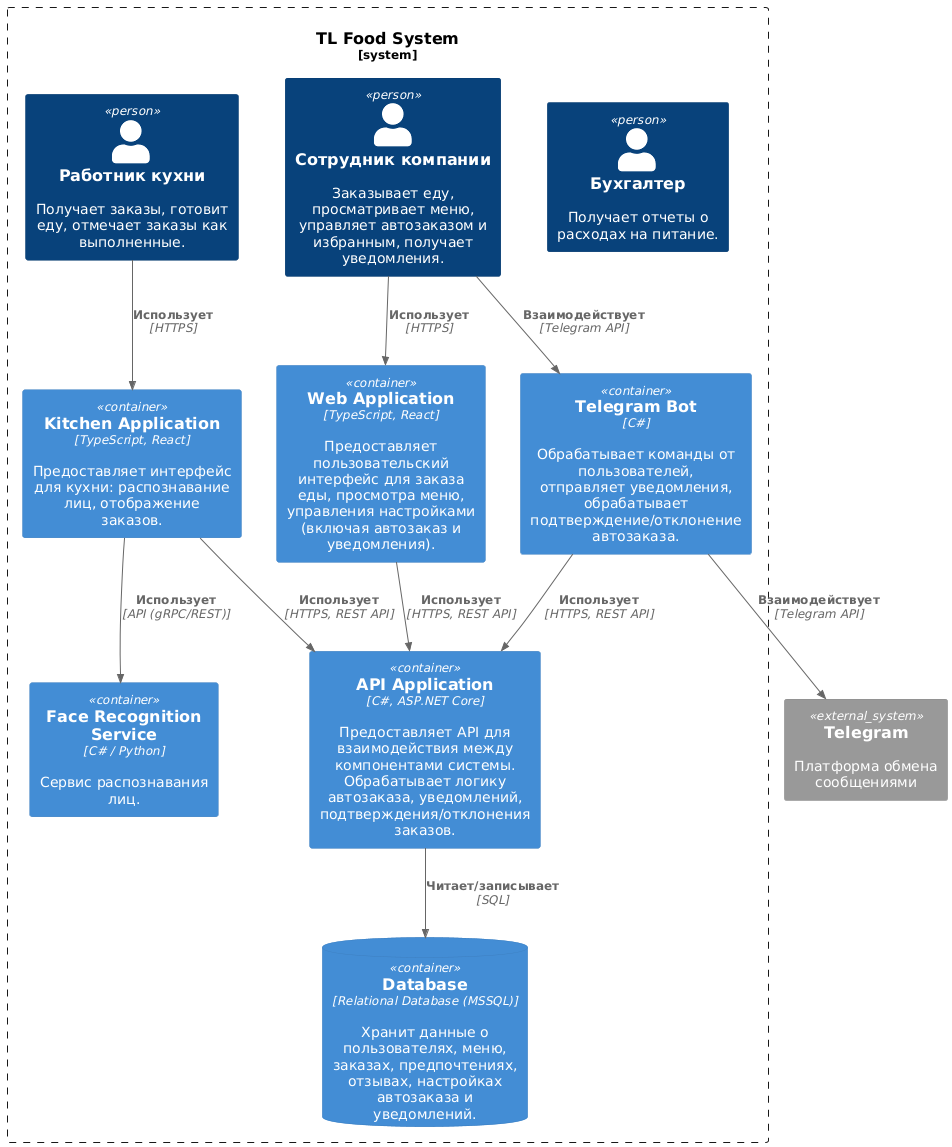 TL Food System
[system]
«person»
Работник кухни
Получает заказы, готовит
еду, отмечает заказы как
выполненные.
«person»
Сотрудник компании
Заказывает еду,
просматривает меню,
управляет автозаказом и
избранным, получает
уведомления.
«person»
Бухгалтер
Получает отчеты о
расходах на питание.
Использует
[HTTPS]
Использует
[HTTPS]
Взаимодействует
[Telegram API]
«container»
Kitchen Application
[TypeScript, React]
Предоставляет интерфейс
для кухни: распознавание
лиц, отображение
заказов.
«container»
Web Application
[TypeScript, React]
Предоставляет
пользовательский
интерфейс для заказа
еды, просмотра меню,
управления настройками
(включая автозаказ и
уведомления).
«container»
Telegram Bot
[C#]
Обрабатывает команды от
пользователей,
отправляет уведомления,
обрабатывает
подтверждение/отклонение
автозаказа.
Использует
[API (gRPC/REST)]
Использует
[HTTPS, REST API]
Использует
[HTTPS, REST API]
Использует
[HTTPS, REST API]
Взаимодействует
[Telegram API]
«container»
Face Recognition
Service
[C# / Python]
Сервис распознавания
лиц.
«container»
API Application
[C#, ASP.NET Core]
Предоставляет API для
взаимодействия между
компонентами системы.
Обрабатывает логику
автозаказа, уведомлений,
подтверждения/отклонения
заказов.
«external_system»
Telegram
Платформа обмена
сообщениями
Читает/записывает
[SQL]
«container»
Database
[Relational Database (MSSQL)]
Хранит данные о
пользователях, меню,
заказах, предпочтениях,
отзывах, настройках
автозаказа и
уведомлений.